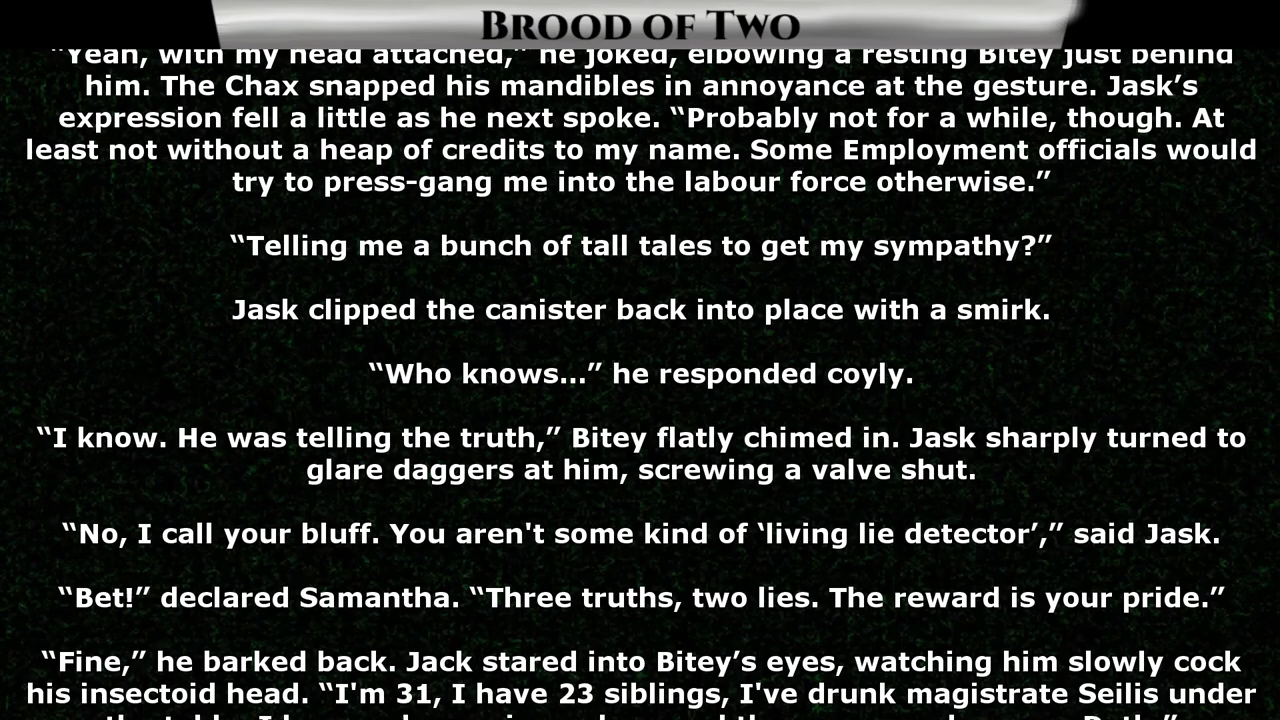 Brood of Two
“Yeah, with my head attached,” he joked, elbowing a resting Bitey just behind
him. The Chax snapped his mandibles in annoyance at the gesture. Jask’s
expression fell a little as he next spoke. “Probably not for a while, though. At
least not without a heap of credits to my name. Some Employment officials would
try to press-gang me into the labour force otherwise.”
“Telling me a bunch of tall tales to get my sympathy?”
Jask clipped the canister back into place with a smirk.
“Who knows...” he responded coyly.
“I know. He was telling the truth,” Bitey flatly chimed in. Jask sharply turned to
glare daggers at him, screwing a valve shut.
“No, I call your bluff. You aren't some kind of ‘living lie detector’,” said Jask.
“Bet!” declared Samantha. “Three truths, two lies. The reward is your pride.”
“Fine,” he barked back. Jack stared into Bitey’s eyes, watching him slowly cock
his insectoid head. “I'm 31, I have 23 siblings, I've drunk magistrate Seilis under